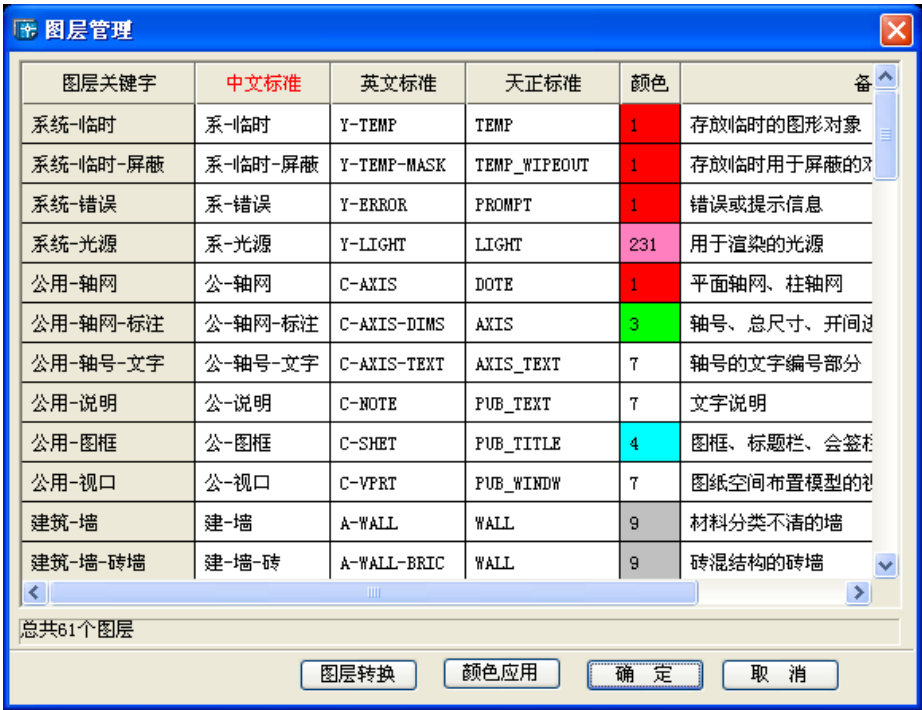 图层管理
图层关键字 中文标准 英文标准 天正标准 颜色 备
系统-临时 系-临时 Y-TEMP TEMP 1 存放临时的图形对象
系统-临时-屏蔽 系-临时-屏蔽 Y-TEMP-MASK TEMP_WIPEOUT 1 存放临时用于屏蔽的对
系统-错误 系-错误 Y-ERROR PROMPT 1 错误或提示信息
系统-光源 系-光源 Y-LIGHT LIGHT 231 用于渲染的光源
公用-轴网 公-轴网 C-AXIS DOTE 1 平面轴网、柱轴网
公用-轴网-标注 公-轴网-标注 C-AXIS-DIMS AXIS 3 轴号、总尺寸、开间进
公用-轴号-文字 公-轴号-文字 C-AXIS-TEXT AXIS_TEXT 7 轴号的文字编号部分
公用-说明 公-说明 C-NOTE PUB_TEXT 7 文字说明
公用-图框 公-图框 C-SHET PUB_TITLE 4 图框、标题栏、会签栏
公用-视口 公-视口 C-VPRT PUB_WINDW 7 图纸空间布置模型的视
建筑-墙 建-墙 A-WALL WALL 9 材料分类不清的墙
建筑-墙-砖墙 建-墙-砖 A-WALL-BRIC WALL 9 砖混结构的砖墙
总共61个图层
图层转换 颜色应用 确 定 取 消